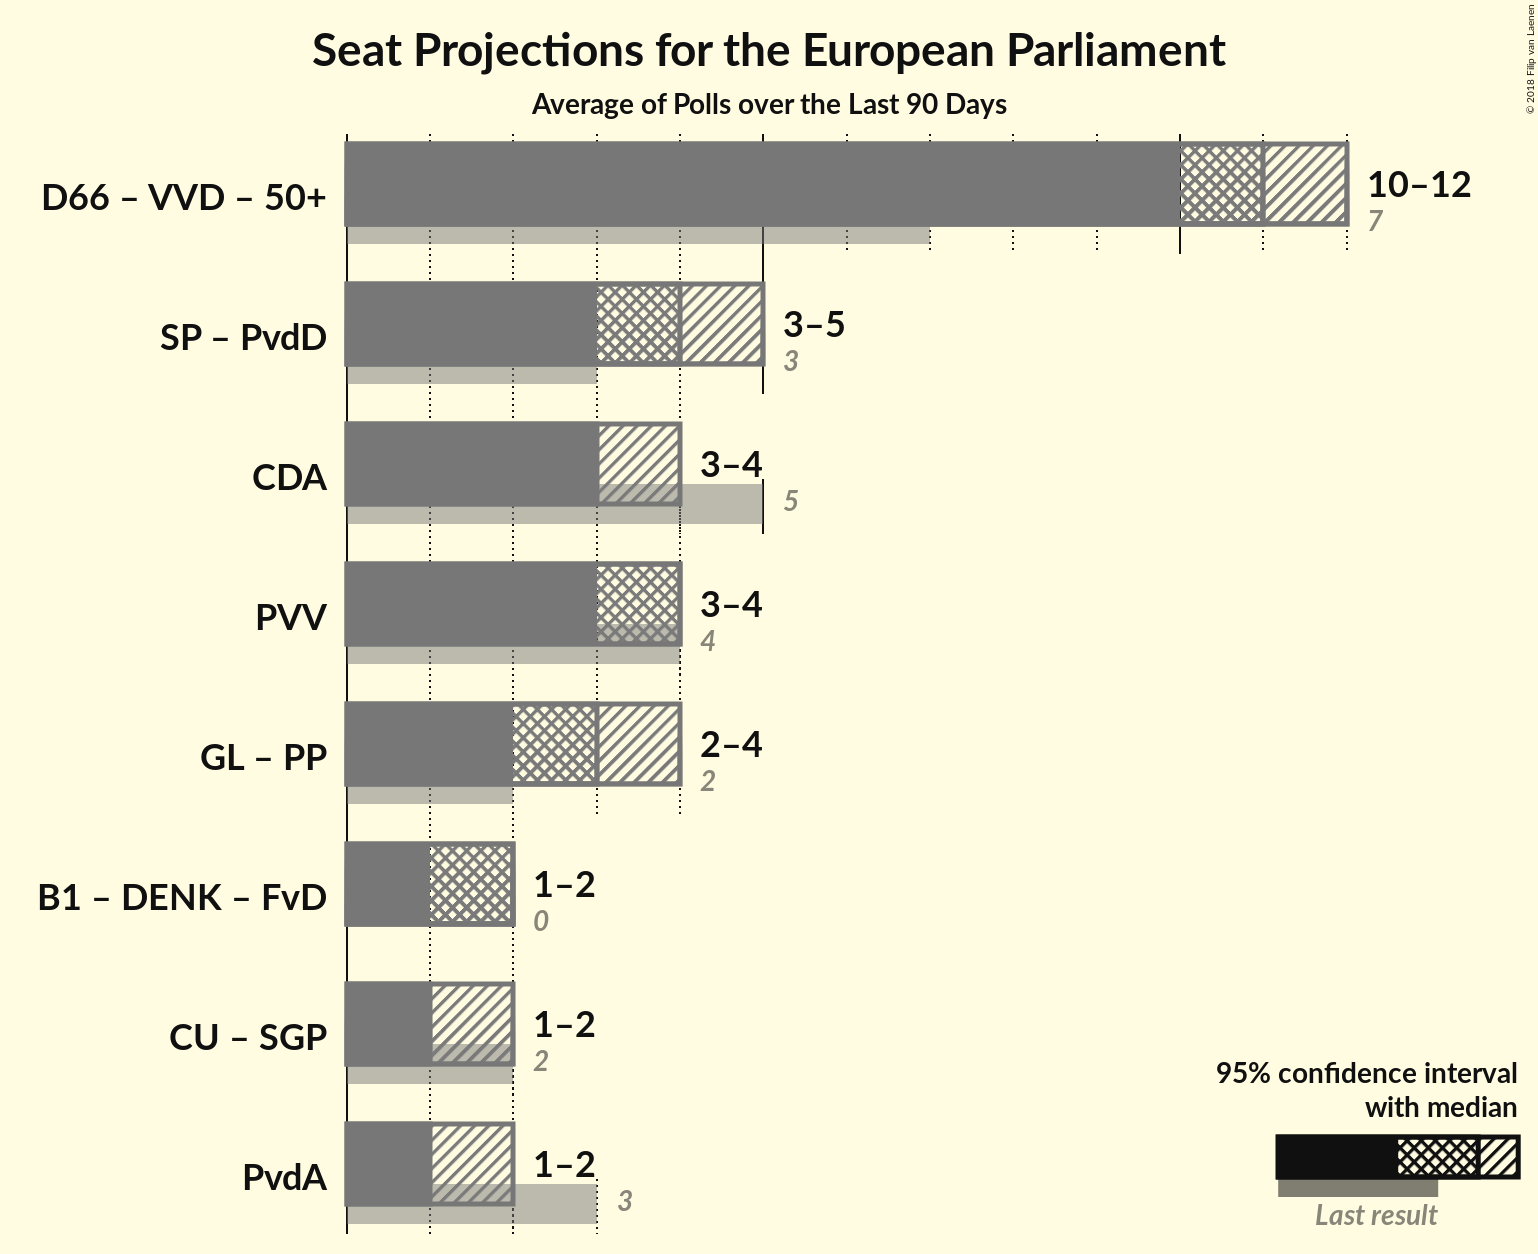 Seat Projections for the European Parliament
Average of Polls over the Last 90 Days
© 2018 Filip van Laenen
D66 – VVD – 50+
10–12
7
SP – PvdD
3–5
3
CDA
3–4
5
PVV
3–4
4
GL – PP
2–4
2
B1 – DENK – FvD
1–2
0
CU – SGP
1–2
2
PvdA
1–2
3
95% confidence interval
with median
Last result